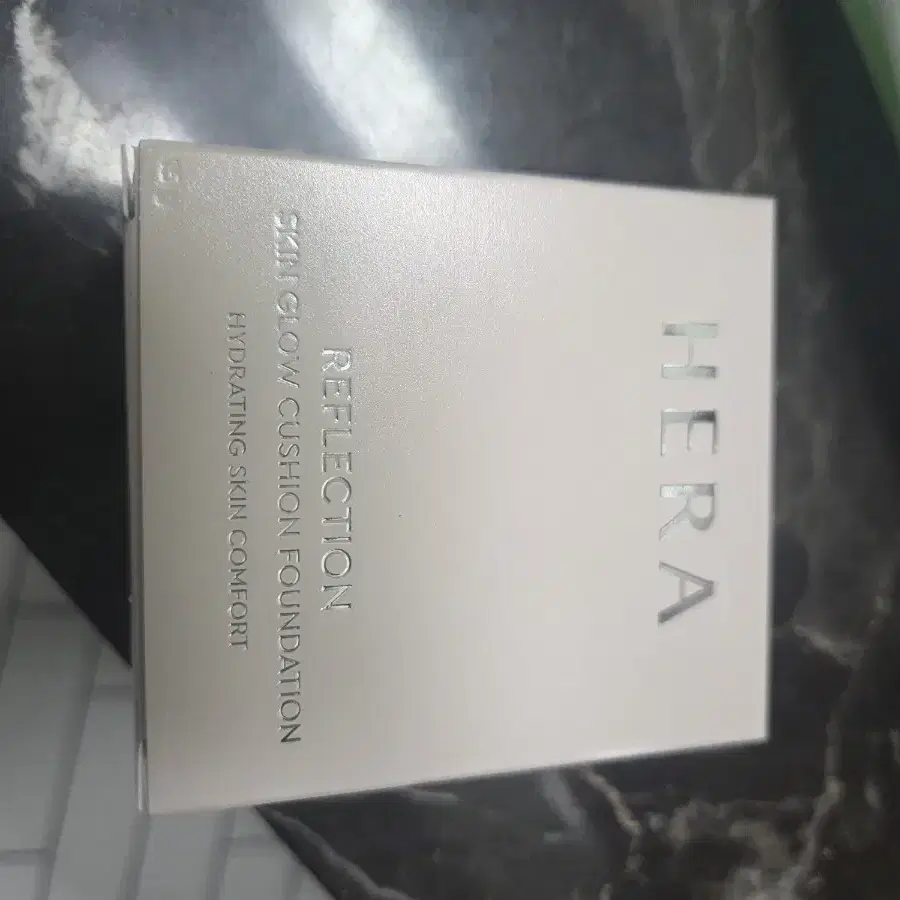 HERA
REFLECTION
SKIN GLOW CUSHION FOUNDATION
HYDRATING SKIN COMFORT